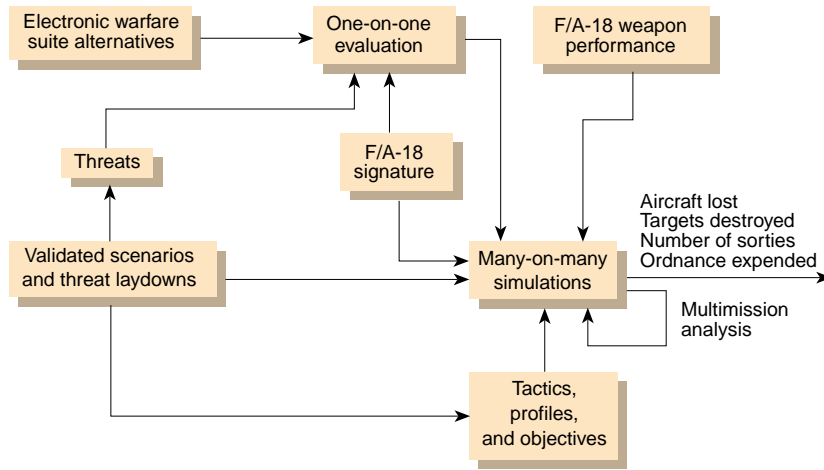 Electronic warfare
suite alternatives
One-on-one
evaluation
F/A-18 weapon
performance
Threats
F/A-18
signature
Aircraft lost
Targets destroyed
Number of sorties
Ordnance expended
Validated scenarios
and threat laydowns
Many-on-many
simulations
Multimission
analysis
Tactics,
profiles,
and objectives